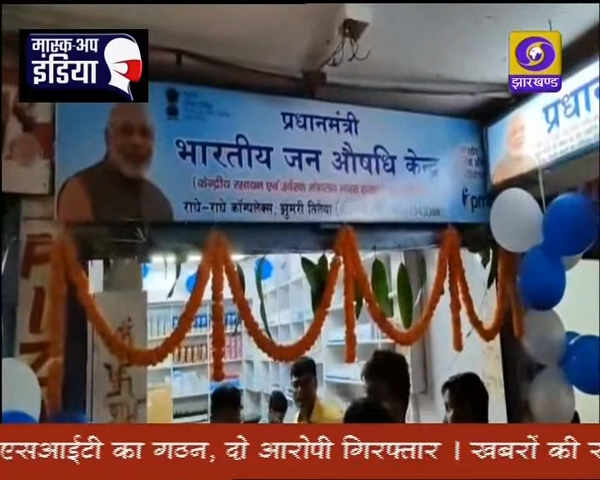 मास्क-अप
इंडिया
झारखण्ड
प्रधानमंत्री
भारतीय जन औषधि केन्द्र
(केन्द्रीय रसायन एवं उर्वरक मंत्रालय भारत
राधे-राधे कॉम्पलेक्स, झुमरी तिलैया
प्रधान
एसआईटी का गठन, दो आरोपी गिरफ्तार । खबरों की